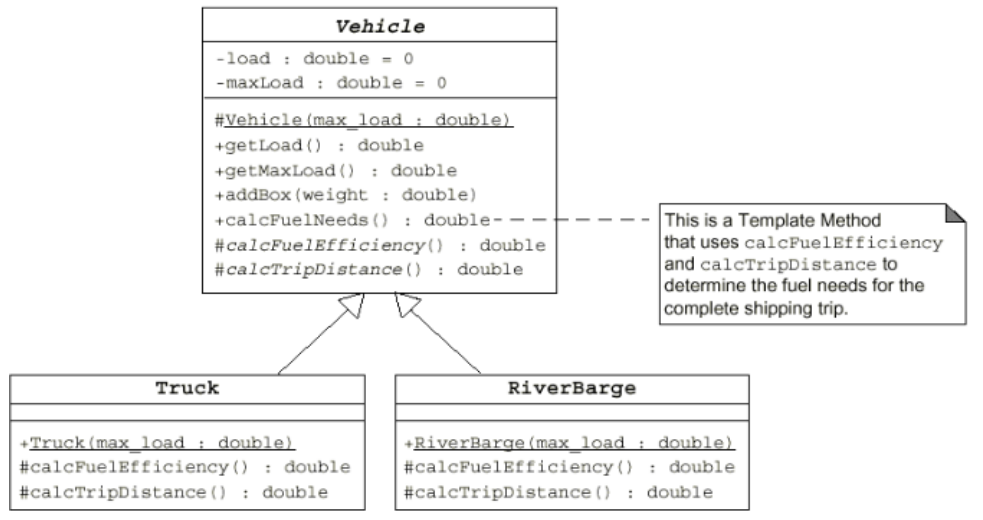 Vehicle
-load : double = 0
-maxLoad : double = 0
#Vehicle(max_load : double)
+getLoad() : double
+getMaxLoad() : double
+addBox(weight : double)
+calcFuelNeeds() : double
#calcFuelEfficiency() : double
#calcTripDistance() : double
This is a Template Method
that uses calcFuelEfficiency
and calcTripDistance to
determine the fuel needs for the
complete shipping trip.
Truck
+Truck(max_load : double)
#calcFuelEfficiency() : double
#calcTripDistance() : double
RiverBarge
+RiverBarge(max_load : double)
#calcFuelEfficiency() : double
#calcTripDistance() : double